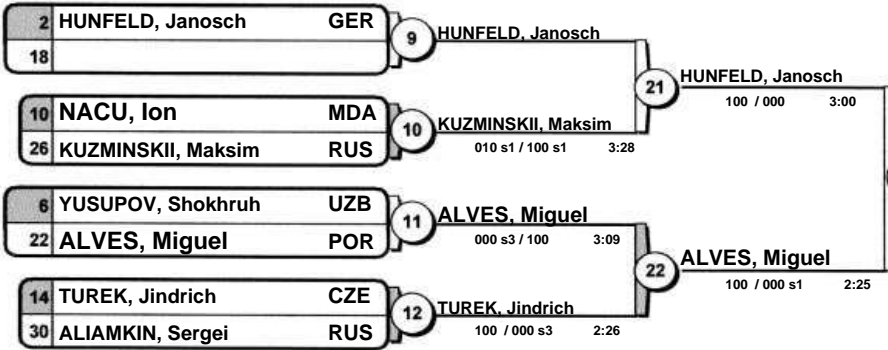 2 HUNFELD, Janosch GER
18
9 HUNFELD, Janosch
10 NACU, Ion MDA
26 KUZMINSKII, Maksim RUS
10 KUZMINSKII, Maksim
010 s1 / 100 s1 3:28
21 HUNFELD, Janosch
100 / 000 3:00
6 YUSUPOV, Shokhruh UZB
22 ALVES, Miguel POR
11 ALVES, Miguel
000 s3 / 100 3:09
14 TUREK, Jindrich CZE
30 ALIAMKIN, Sergei RUS
12 TUREK, Jindrich
100 / 000 s3 2:26
22 ALVES, Miguel
100 / 000 s1 2:25